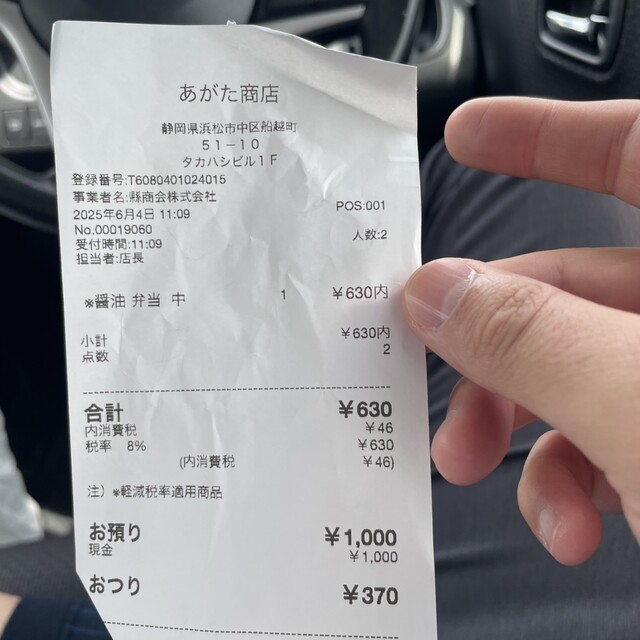 あがた商店
静岡県浜松市中区船越町
５１－１０
タカハシビル１Ｆ
登録番号:T6080401024015
事業者名:縣商会株式会社
2025年6月4日 11:09 POS:001
No.00019060
受付時間:11:09 人数:2
担当者:店長
※醤油 弁当 中 1 ￥630内
小計 ￥630内
点数 2
合計 ￥630
内消費税 ￥46
税率 8% ￥630
(内消費税 ￥46)
注）※軽減税率適用商品
お預り ￥1,000
現金 ￥1,000
おつり ￥370